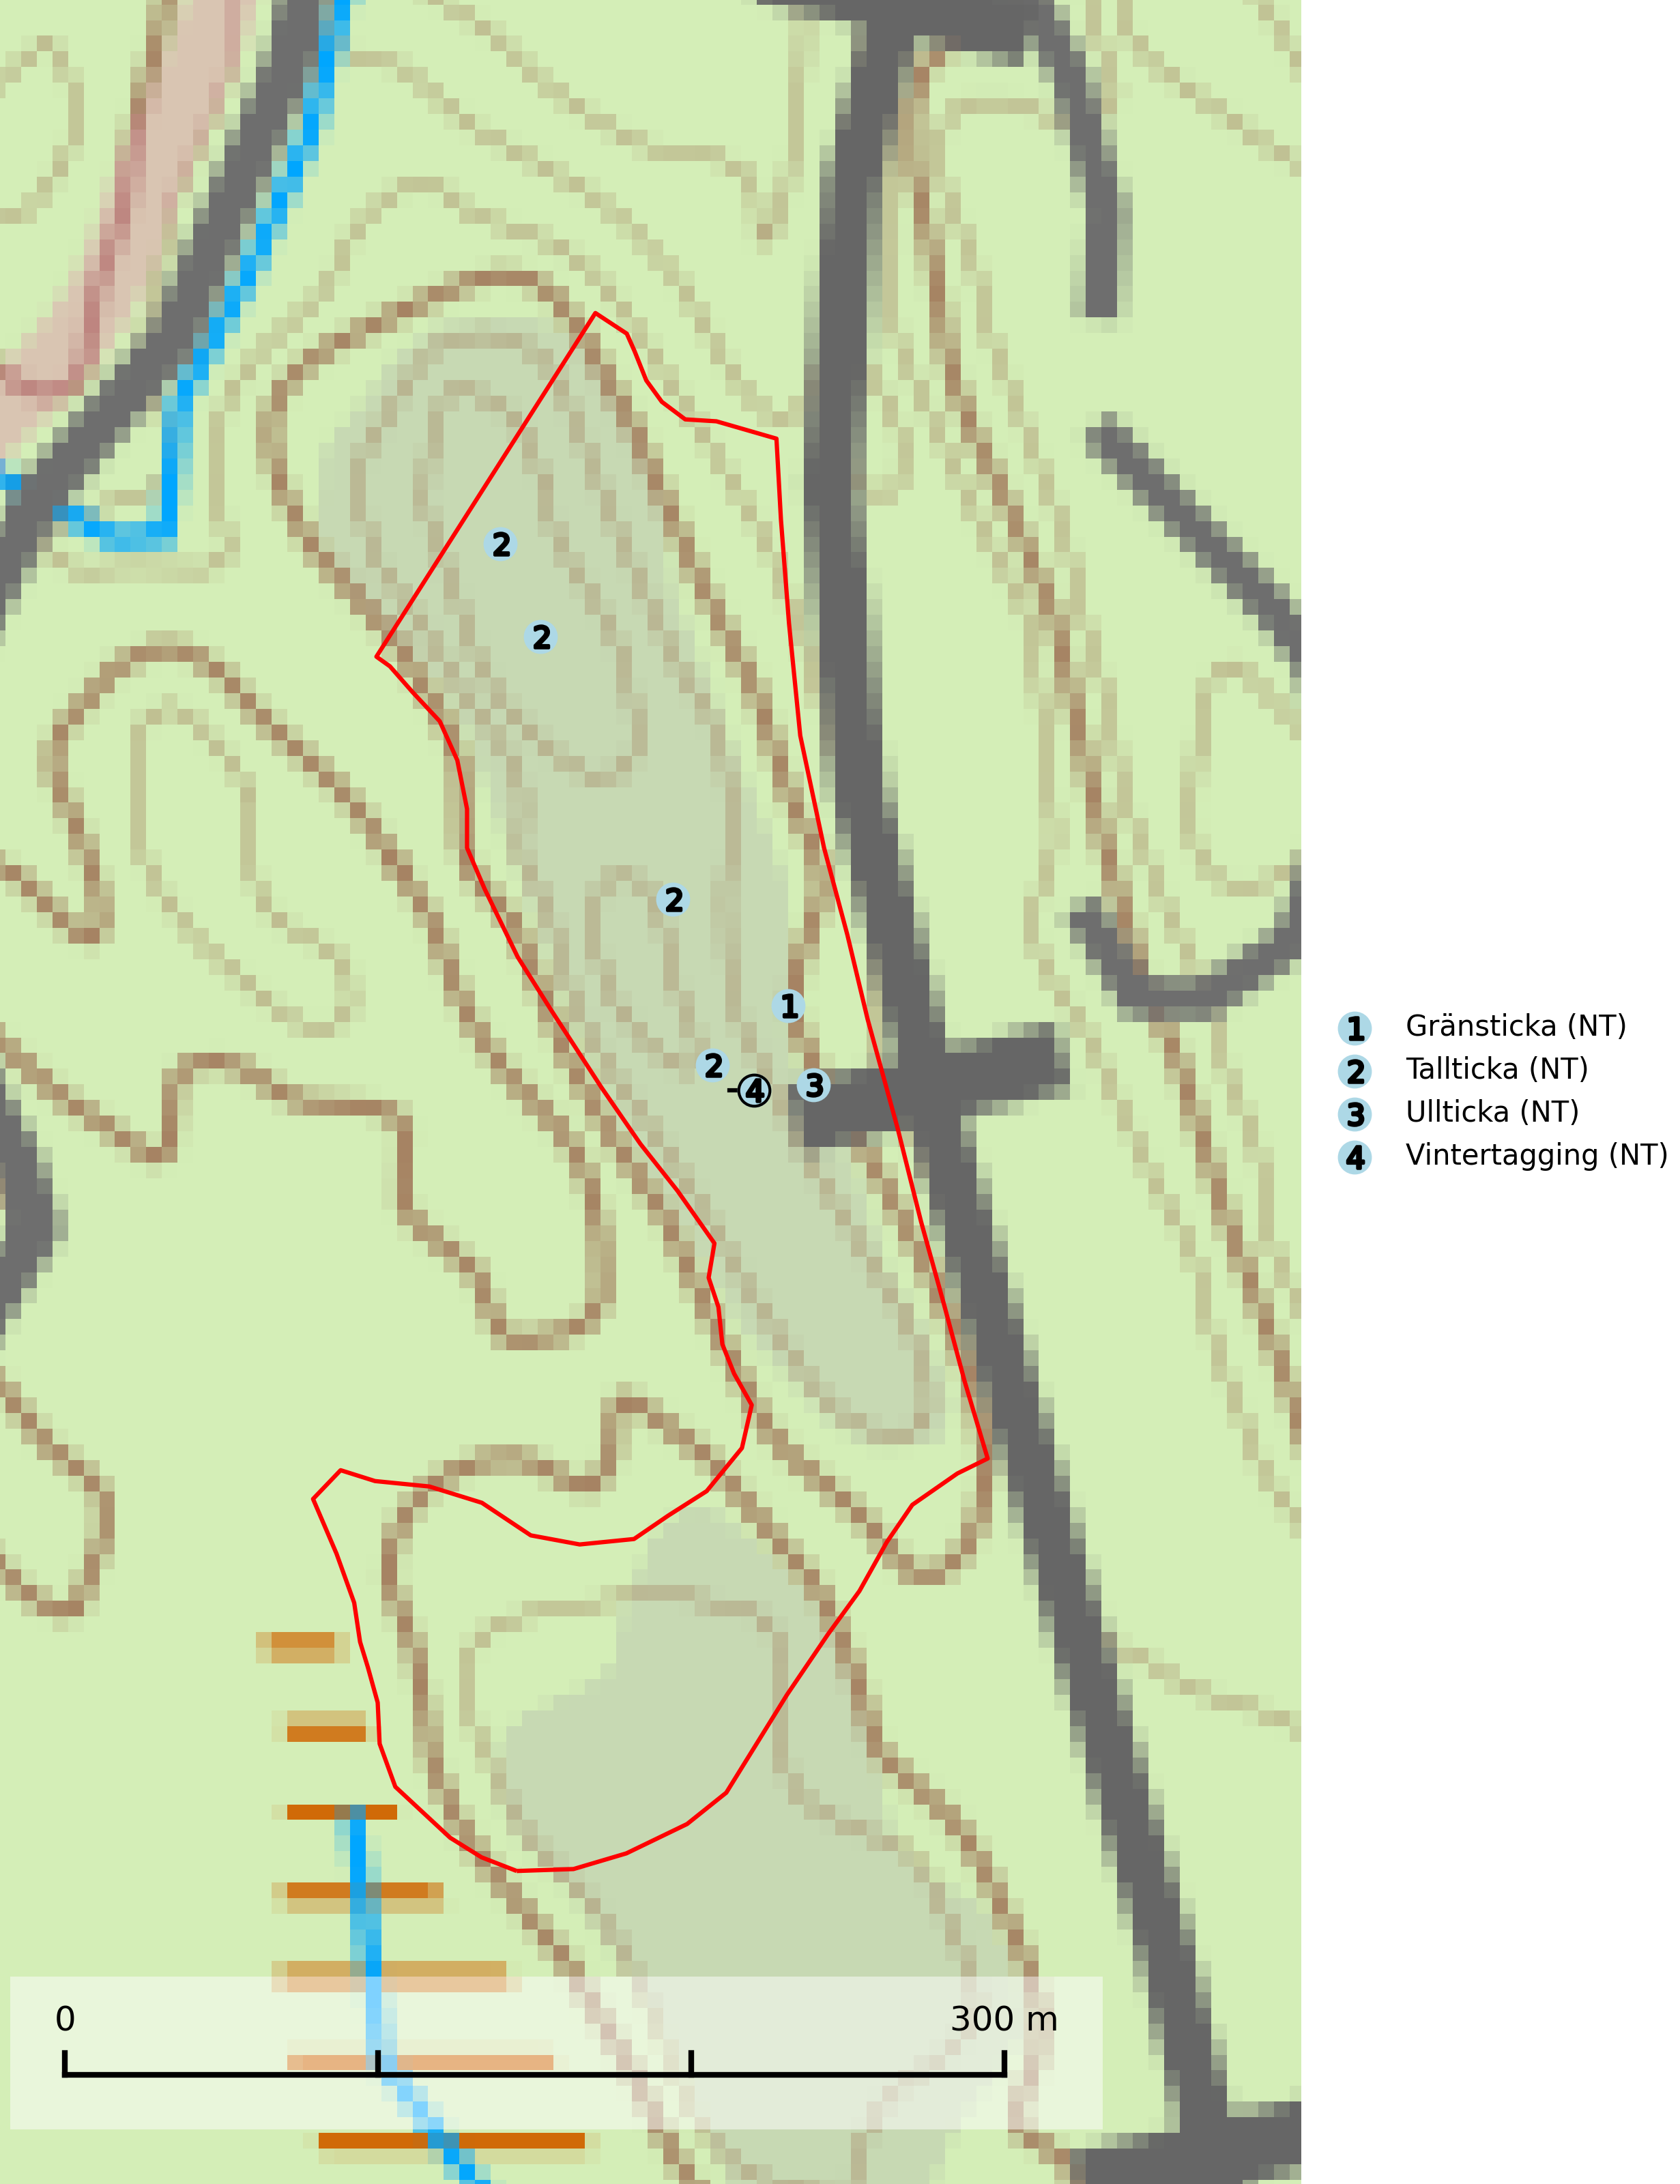 2
2
2
1
2
-4
3
1 Gränsticka (NT)
2 Tallticka (NT)
3 Ullticka (NT)
4 Vintertagging (NT)
0 300 m